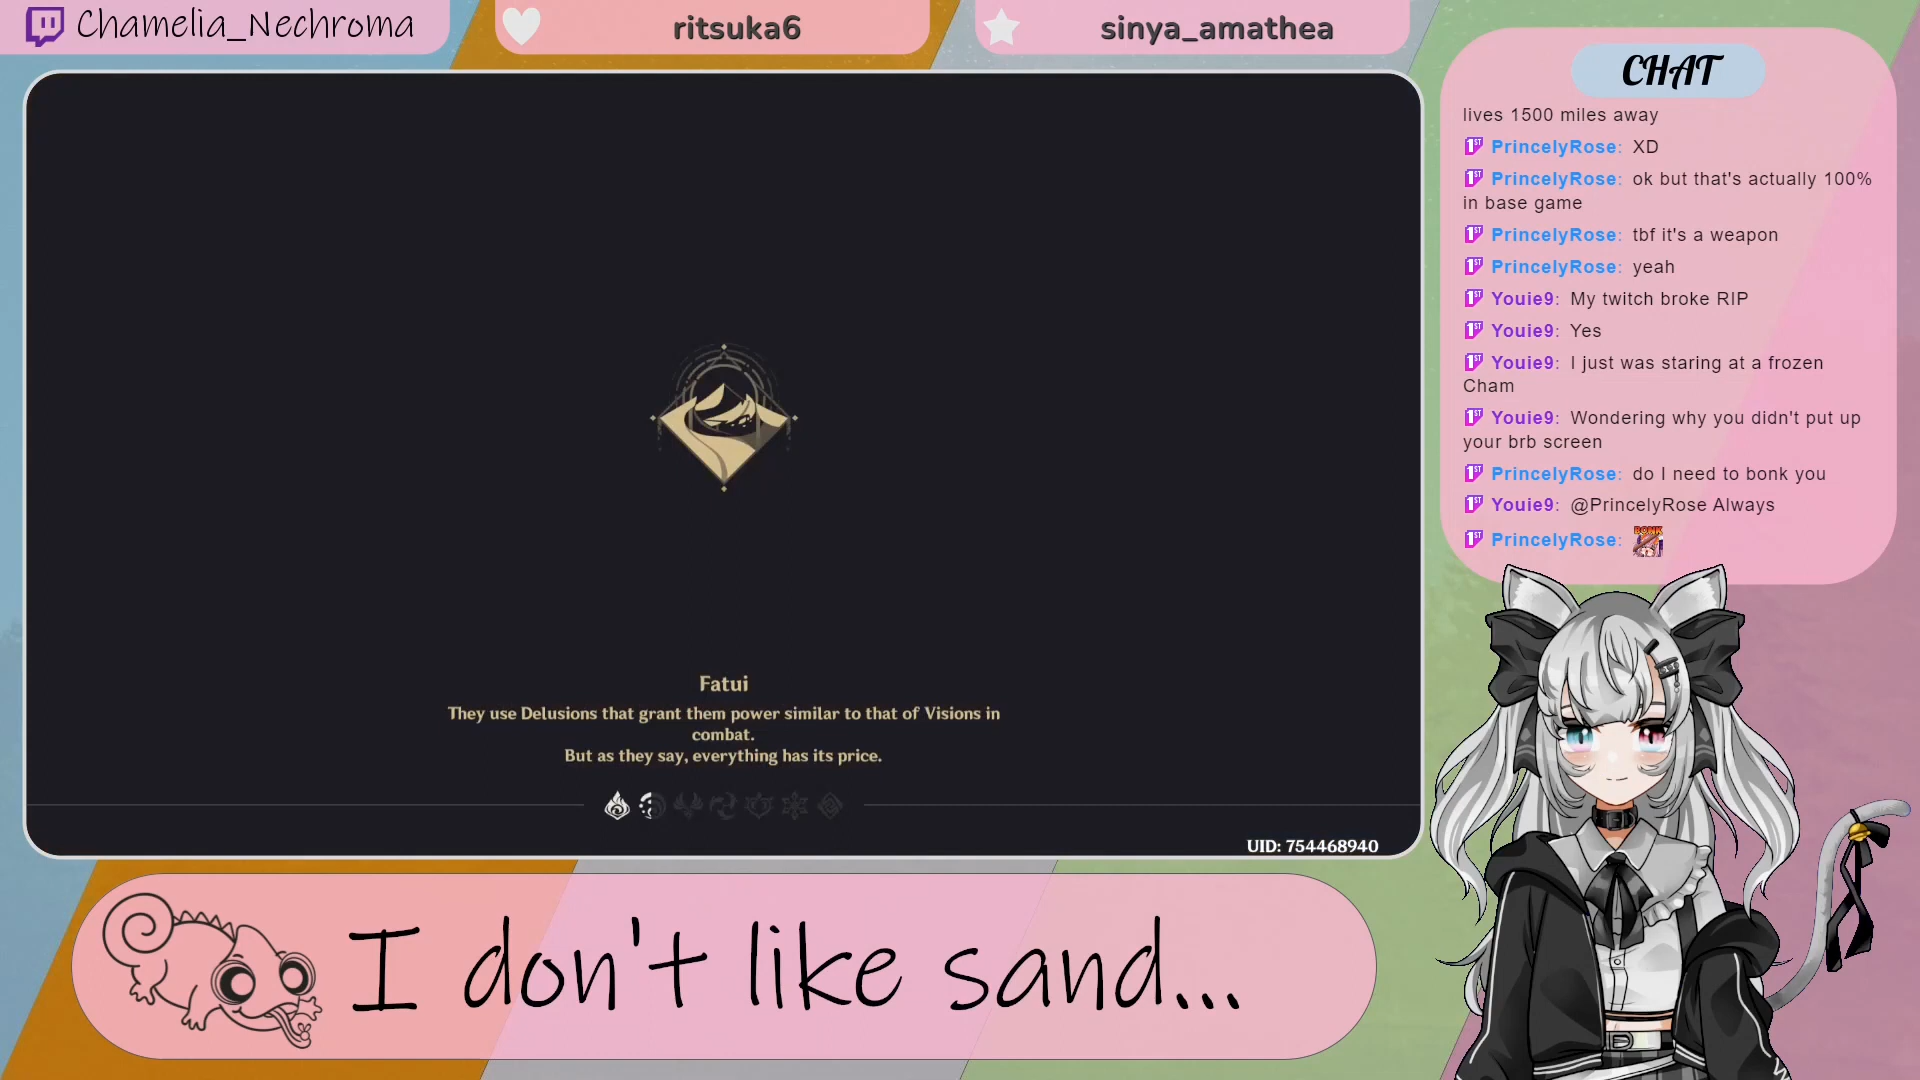 Chamelia_Nechroma
ritsuka6
sinya_amathea
CHAT
lives 1500 miles away
PrincelyRose: XD
PrincelyRose: ok but that's actually 100%
in base game
PrincelyRose: tbf it's a weapon
PrincelyRose: yeah
Youie9: My twitch broke RIP
Youie9: Yes
Youie9: I just was staring at a frozen
Cham
Youie9: Wondering why you didn't put up
your brb screen
PrincelyRose: do I need to bonk you
Youie9: @PrincelyRose Always
PrincelyRose: BONK
Fatui
They use Delusions that grant them power similar to that of Visions in
combat.
But as they say, everything has its price.
UID: 754468940
I don't like sand...